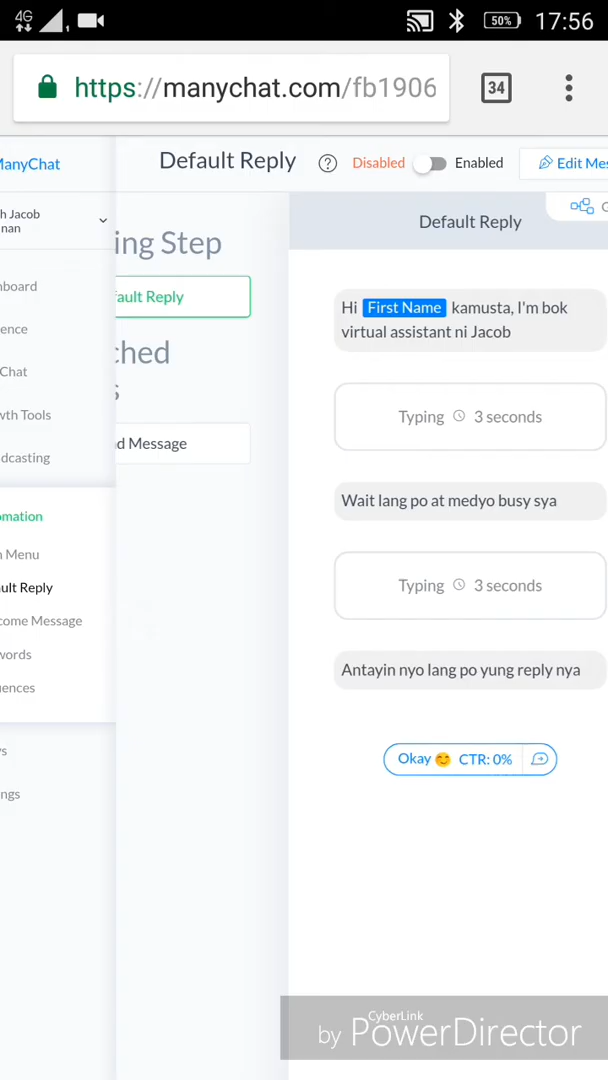 4G
50%
17:56
https://manychat.com/fb1906
34
ManyChat
Default Reply
?
Disabled
Enabled
Edit Mes
h Jacob
nan
G
Default Reply
ing Step
fault Reply
ched
s
d Message
hboard
ence
Chat
wth Tools
dcasting
omation
n Menu
ult Reply
come Message
words
uences
s
ngs
Hi First Name kamusta, I'm bok
virtual assistant ni Jacob
Typing 3 seconds
Wait lang po at medyo busy sya
Typing 3 seconds
Antayin nyo lang po yung reply nya
Okay 😊 CTR: 0%
CyberLink
by PowerDirector